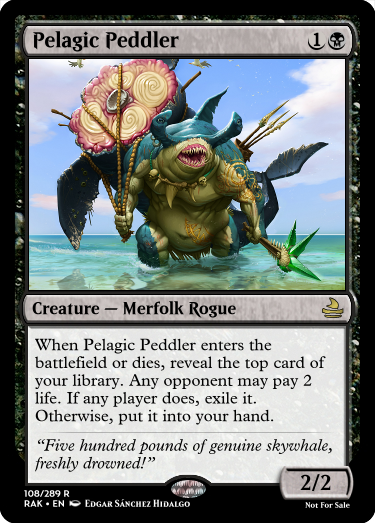 Pelagic Peddler 1
Creature — Merfolk Rogue
When Pelagic Peddler enters the
battlefield or dies, reveal the top card of
your library. Any opponent may pay 2
life. If any player does, exile it.
Otherwise, put it into your hand.
“Five hundred pounds of genuine skywhale,
freshly drowned!”
2/2
108/289 R
RAK • EN Edgar Sánchez Hidalgo
Not For Sale